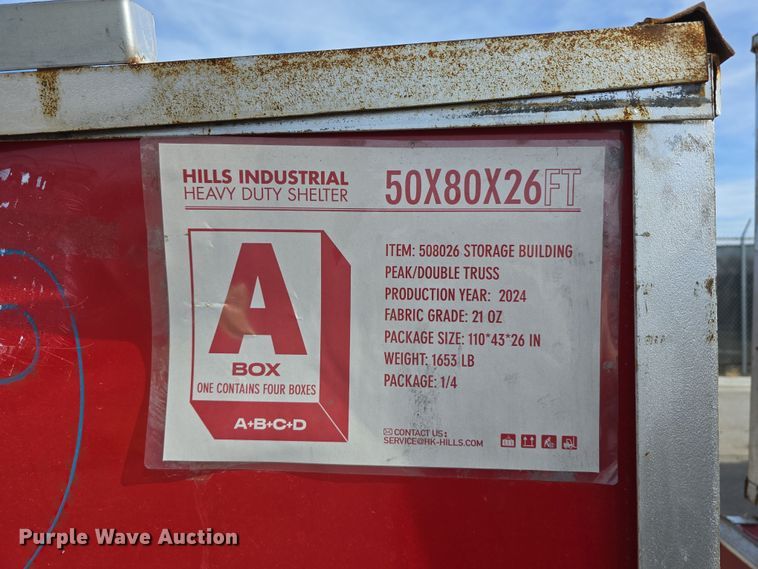 HILLS INDUSTRIAL
HEAVY DUTY SHELTER
50X80X26FT
A
BOX
ONE CONTAINS FOUR BOXES
A+B+C+D
ITEM: 508026 STORAGE BUILDING
PEAK/DOUBLE TRUSS
PRODUCTION YEAR: 2024
FABRIC GRADE: 21 OZ
PACKAGE SIZE: 110*43*26 IN
WEIGHT: 1653 LB
PACKAGE: 1/4
CONTACT US:
SERVICE@HK-HILLS.COM
Purple Wave Auction